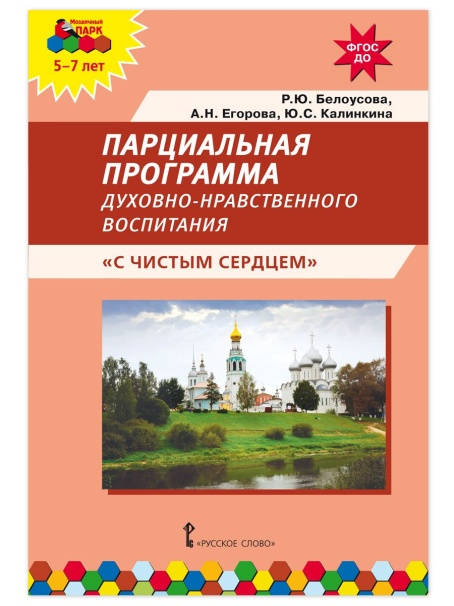 Мозаичный
ПАРК
5–7 лет
ФГОС
ДО
Р.Ю. Белоусова,
А.Н. Егорова, Ю.С. Калинкина
ПАРЦИАЛЬНАЯ
ПРОГРАММА
ДУХОВНО-НРАВСТВЕННОГО
ВОСПИТАНИЯ
«С ЧИСТЫМ СЕРДЦЕМ»
«РУССКОЕ СЛОВО»